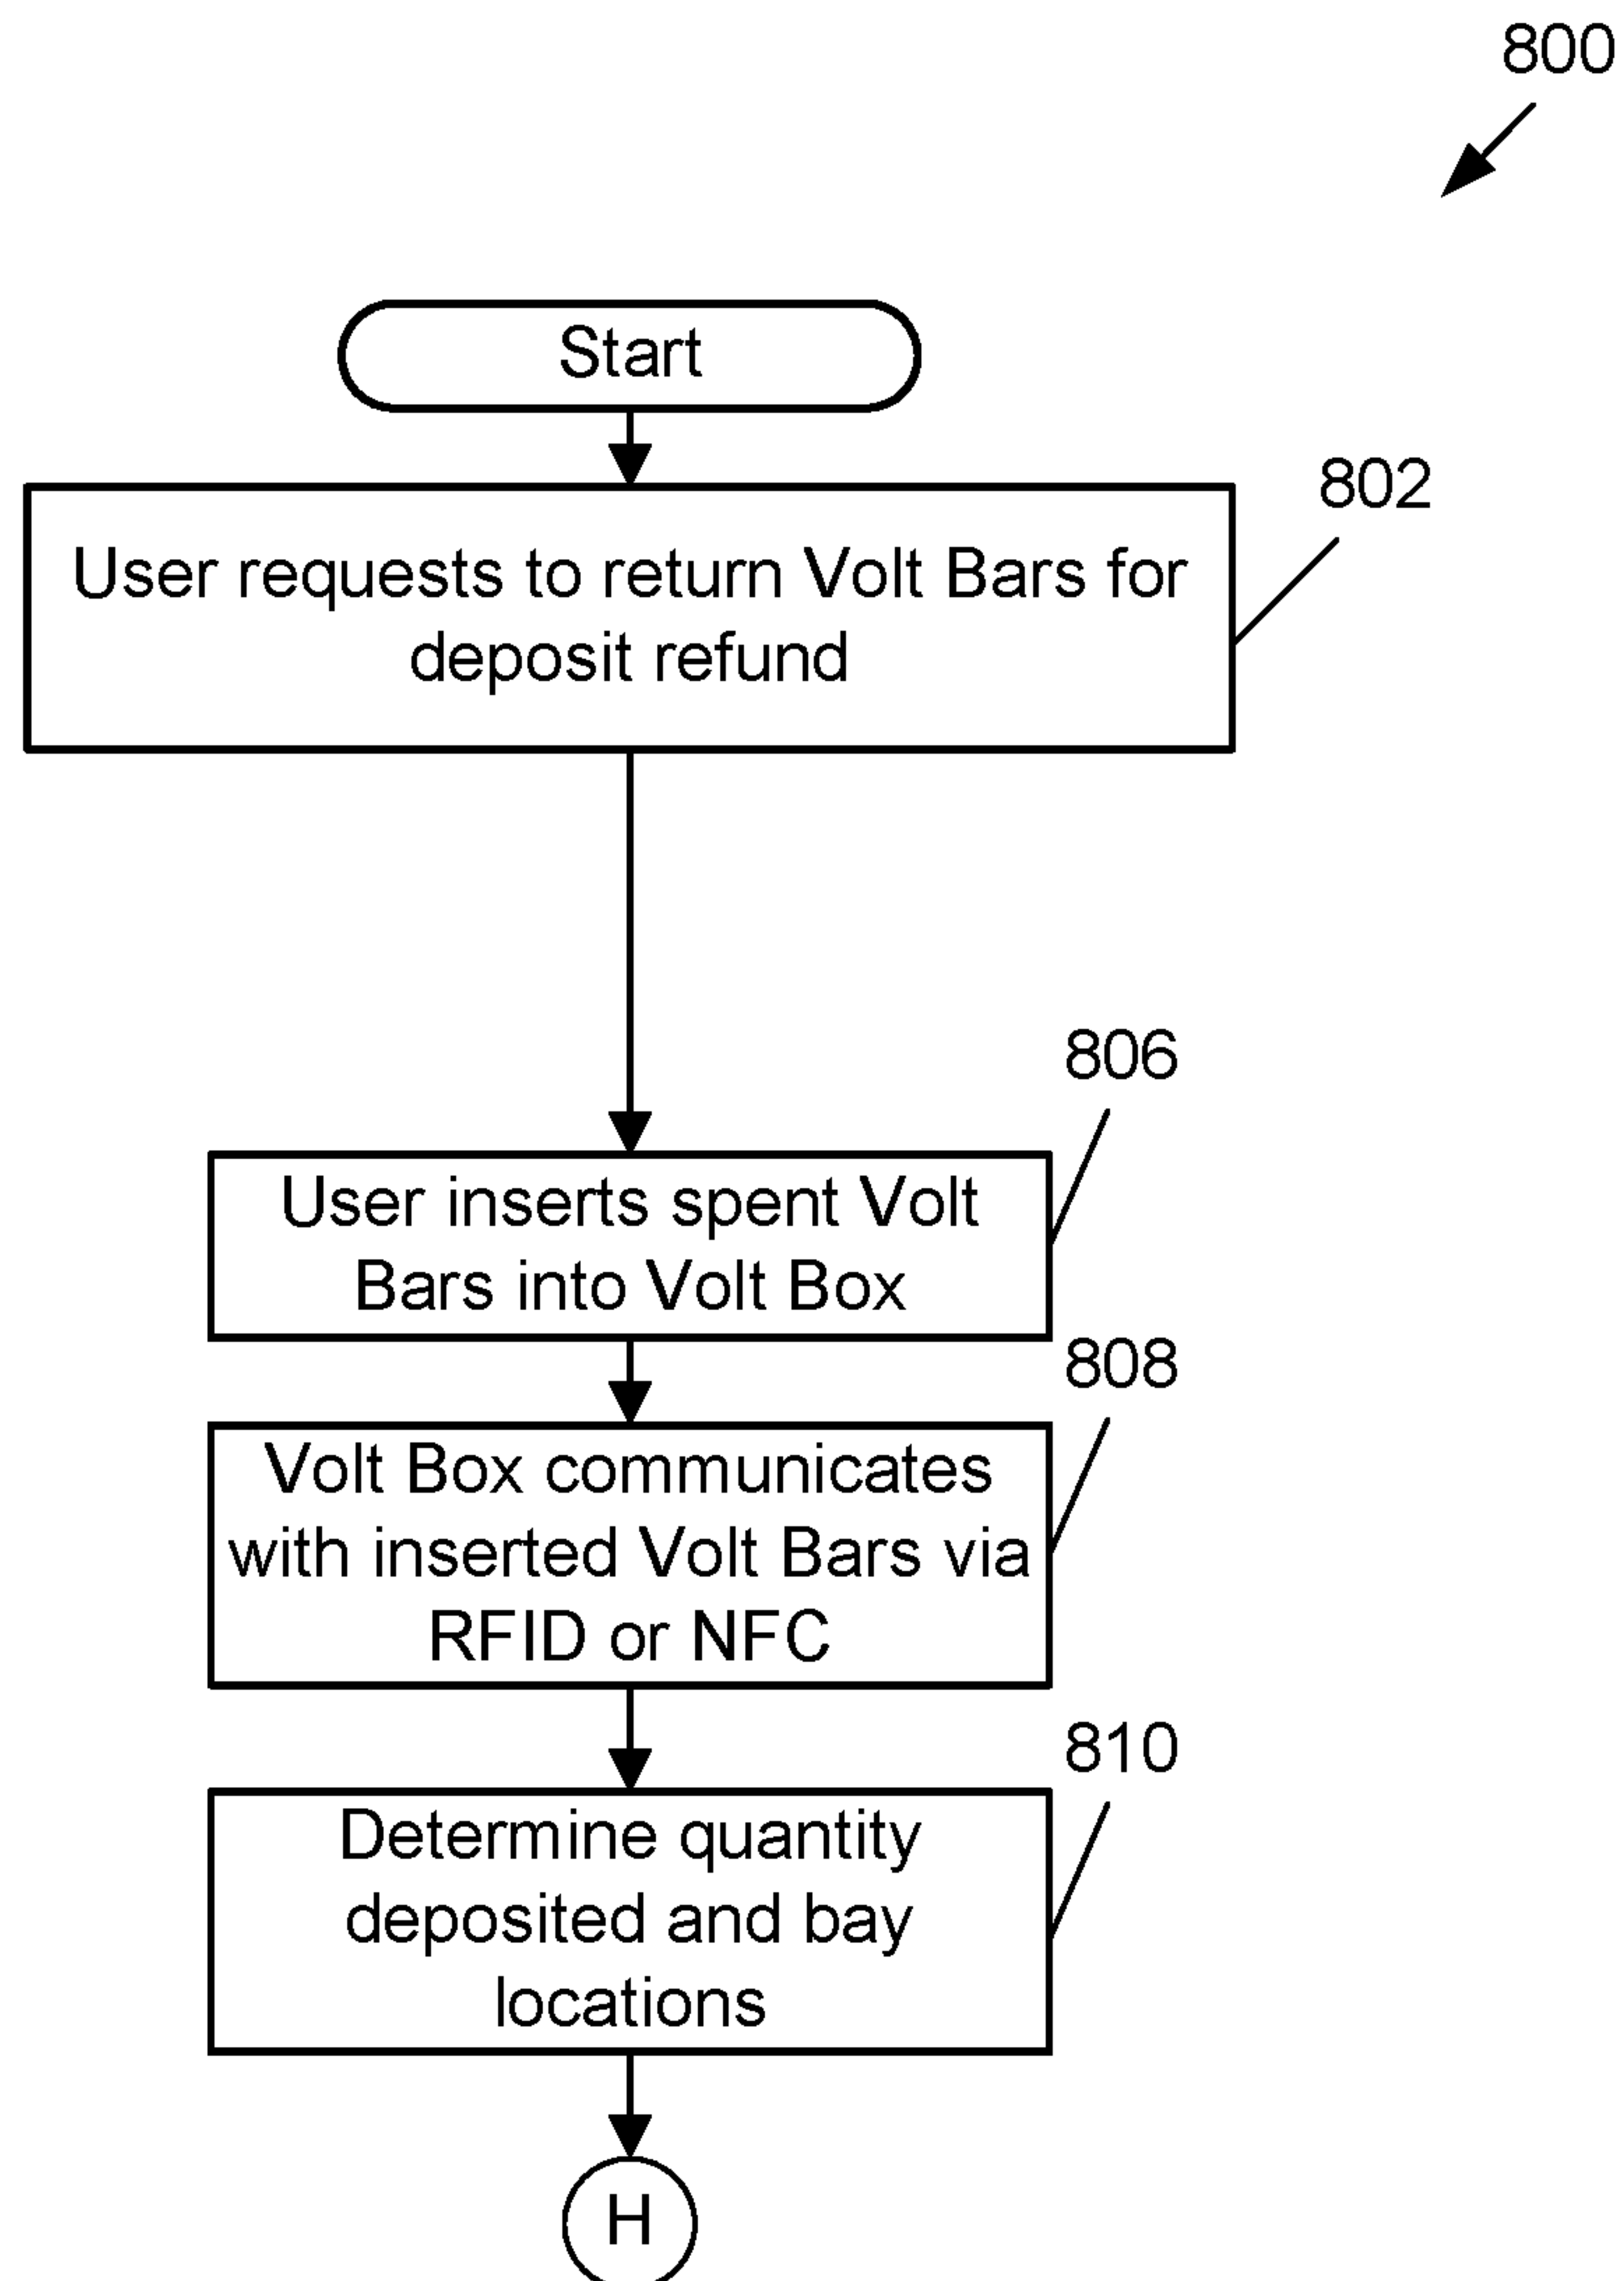 800
Start
802
User requests to return Volt Bars for
deposit refund
806
User inserts spent Volt
Bars into Volt Box
808
Volt Box communicates
with inserted Volt Bars via
RFID or NFC
810
Determine quantity
deposited and bay
locations
H